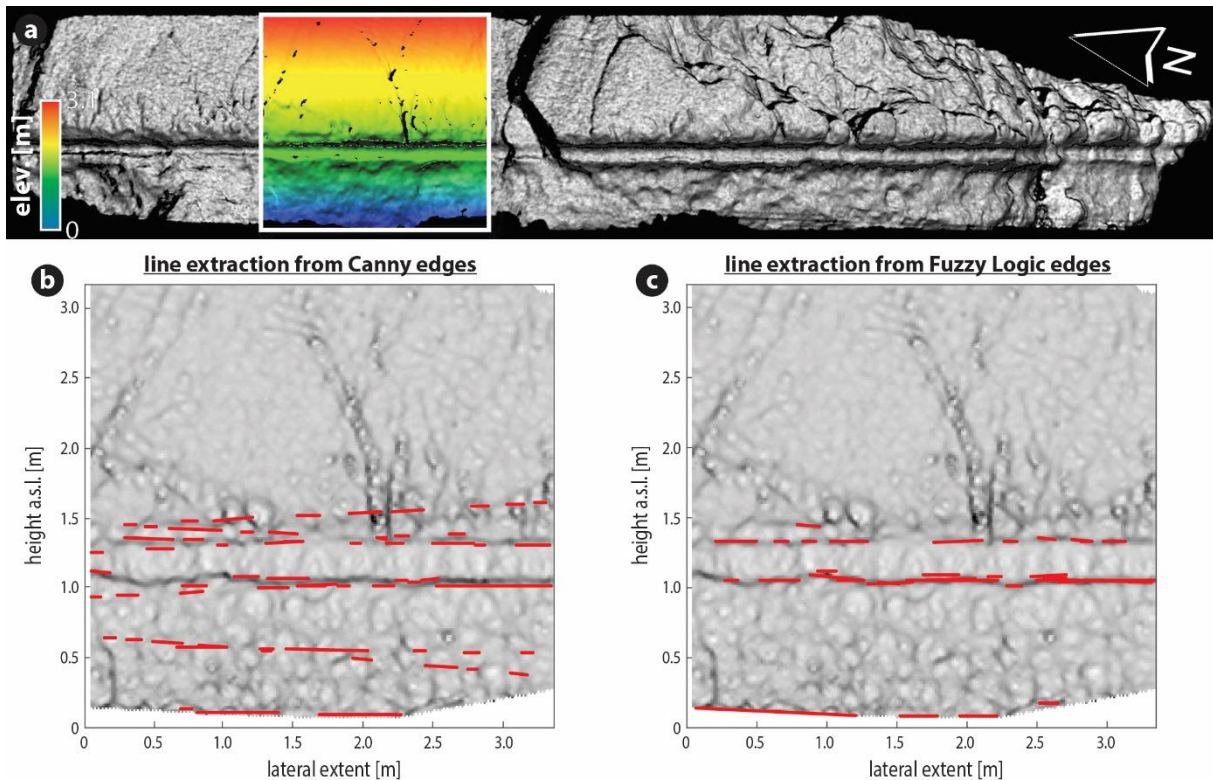 a
N
elev. [m]
3.1
0
line extraction from Canny edges
line extraction from Fuzzy Logic edges
b
c
height a.s.l. [m]
3.0
2.5
2.0
1.5
1.0
0.5
0
0
0.5
1.0
1.5
2.0
2.5
3.0
lateral extent [m]
height a.s.l. [m]
3.0
2.5
2.0
1.5
1.0
0.5
0
0
0.5
1.0
1.5
2.0
2.5
3.0
lateral extent [m]